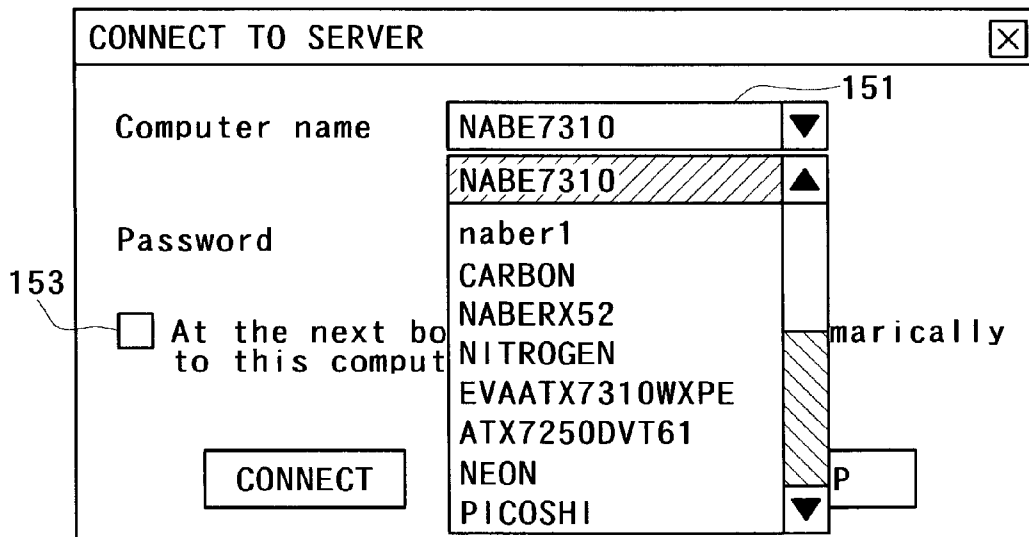 CONNECT TO SERVER
151
Computer name
NABE7310
NABE7310
Password
naber1
CARBON
153
NABERX52
At the next bo
marically
to this comput
NITROGEN
EVAATX7310WXPE
ATX7250DVT61
CONNECT
NEON
P
PICOSHI